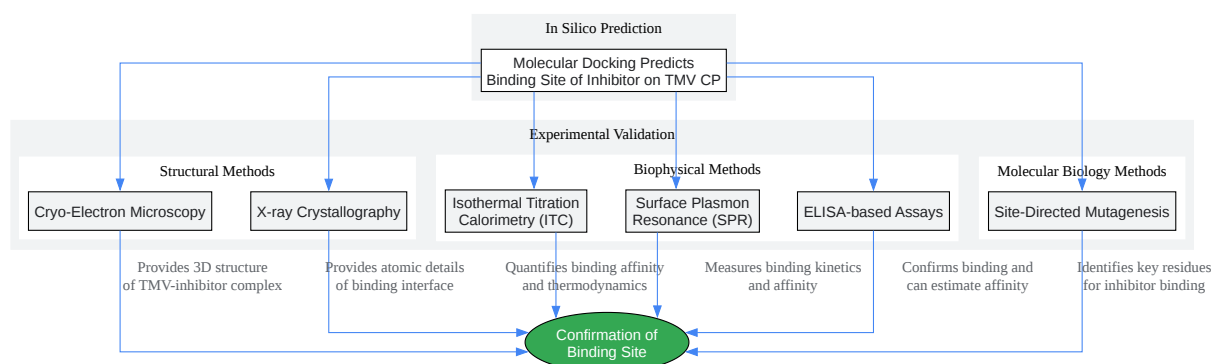 In Silico Prediction
Molecular Docking Predicts
Binding Site of Inhibitor on TMV CP
Experimental Validation
Structural Methods
Biophysical Methods
Molecular Biology Methods
Cryo-Electron Microscopy
X-ray Crystallography
Isothermal Titration
Calorimetry (ITC)
Surface Plasmon
Resonance (SPR)
ELISA-based Assays
Site-Directed Mutagenesis
Provides 3D structure
of TMV-inhibitor complex
Provides atomic details
of binding interface
Quantifies binding affinity
and thermodynamics
Measures binding kinetics
and affinity
Confirms binding and
can estimate affinity
Identifies key residues
for inhibitor binding
Confirmation of
Binding Site